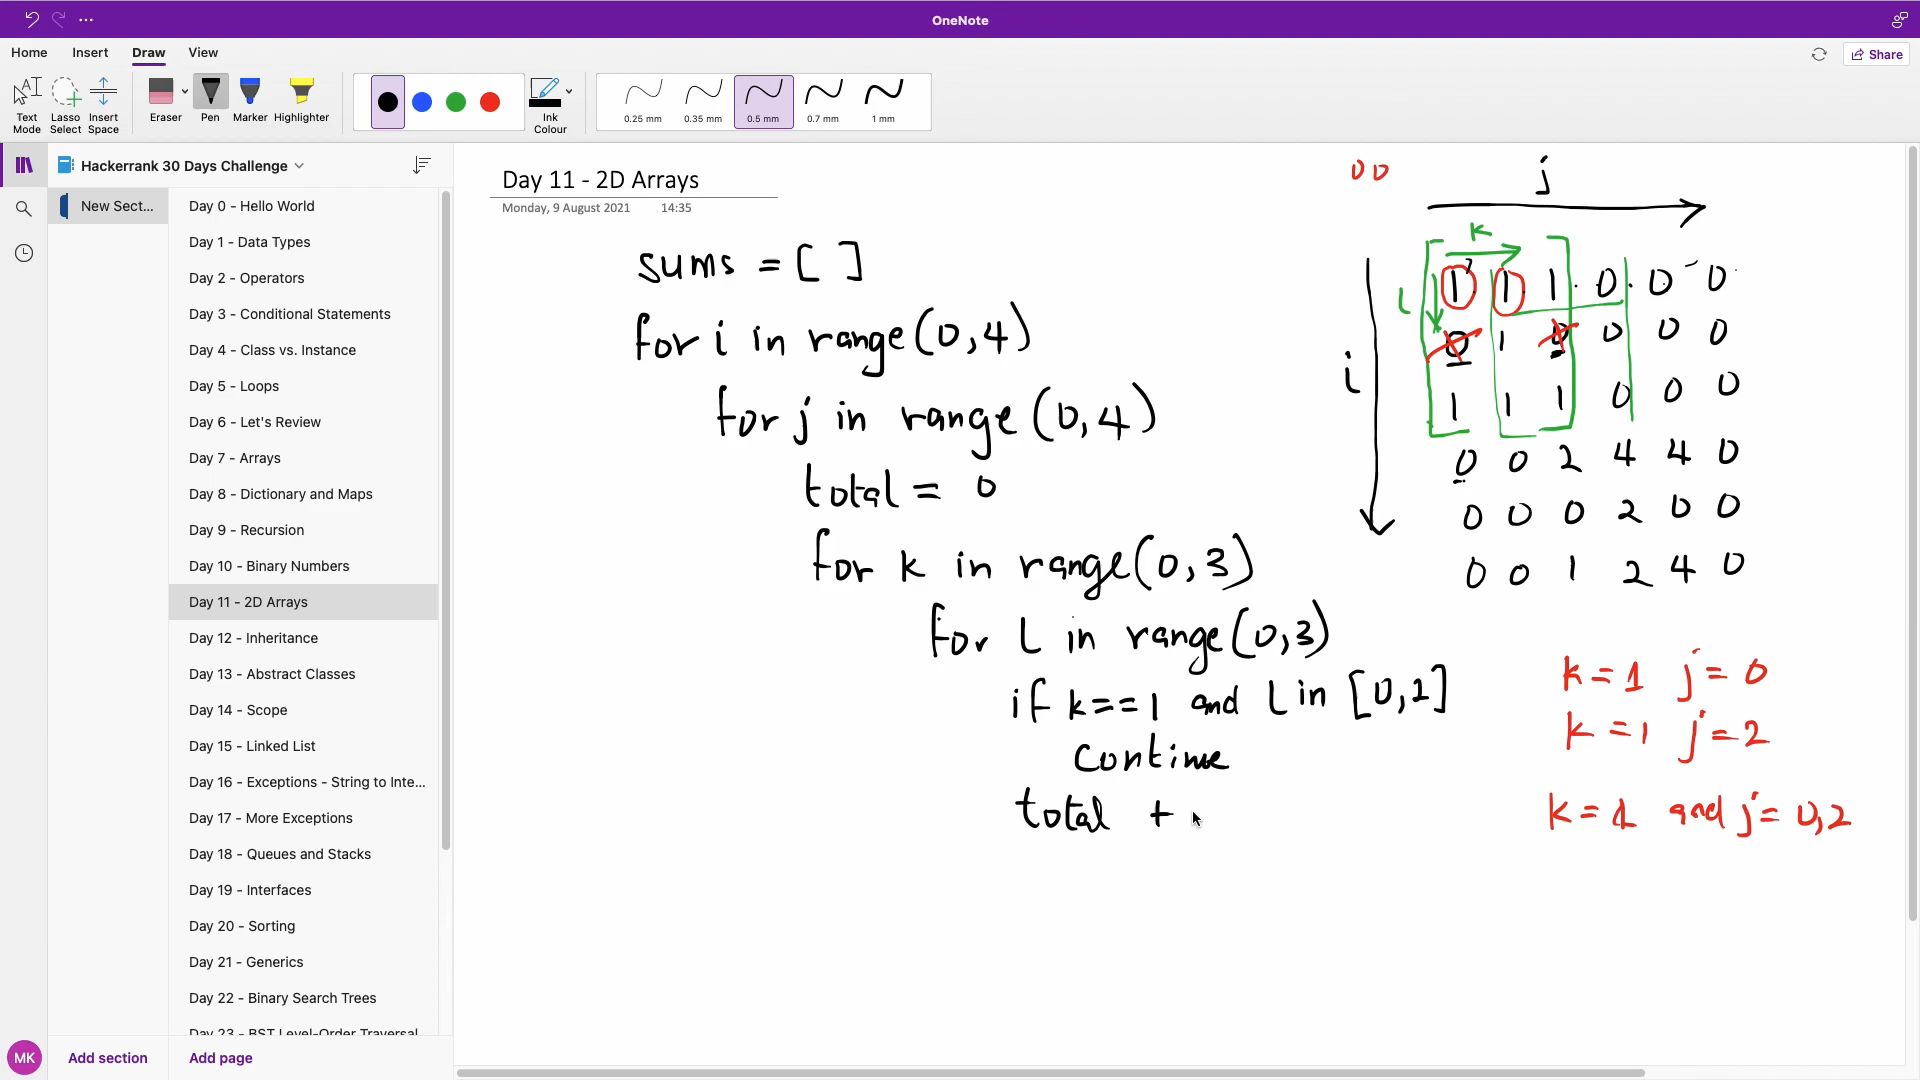 OneNote
Home Insert Draw View
Share
Text Mode
Lasso Select
Insert Space
Eraser
Pen
Marker
Highlighter
Ink Colour
0.25 mm
0.35 mm
0.5 mm
0.7 mm
1 mm
Hackerrank 30 Days Challenge
New Sect...
Day 0 - Hello World
Day 1 - Data Types
Day 2 - Operators
Day 3 - Conditional Statements
Day 4 - Class vs. Instance
Day 5 - Loops
Day 6 - Let's Review
Day 7 - Arrays
Day 8 - Dictionary and Maps
Day 9 - Recursion
Day 10 - Binary Numbers
Day 11 - 2D Arrays
Day 12 - Inheritance
Day 13 - Abstract Classes
Day 14 - Scope
Day 15 - Linked List
Day 16 - Exceptions - String to Inte...
Day 17 - More Exceptions
Day 18 - Queues and Stacks
Day 19 - Interfaces
Day 20 - Sorting
Day 21 - Generics
Day 22 - Binary Search Trees
Day 23 - BST Level-Order Traversal
MK
Add section
Add page
Day 11 - 2D Arrays
Monday, 9 August 2021 14:35
sums = [ ]
for i in range(0,4)
for j in range (0,4)
total = 0
for k in range(0,3)
for L in range(0,3)
if k==1 and L in [0,2]
Continue
total +
00
j
k
L
i
1 1 1 0 0 0
0 1 0 0 0 0
1 1 1 0 0 0
0 0 2 4 4 0
0 0 0 2 0 0
0 0 1 2 4 0
k=1 j=0
k=1 j=2
k=1 and j=0,2